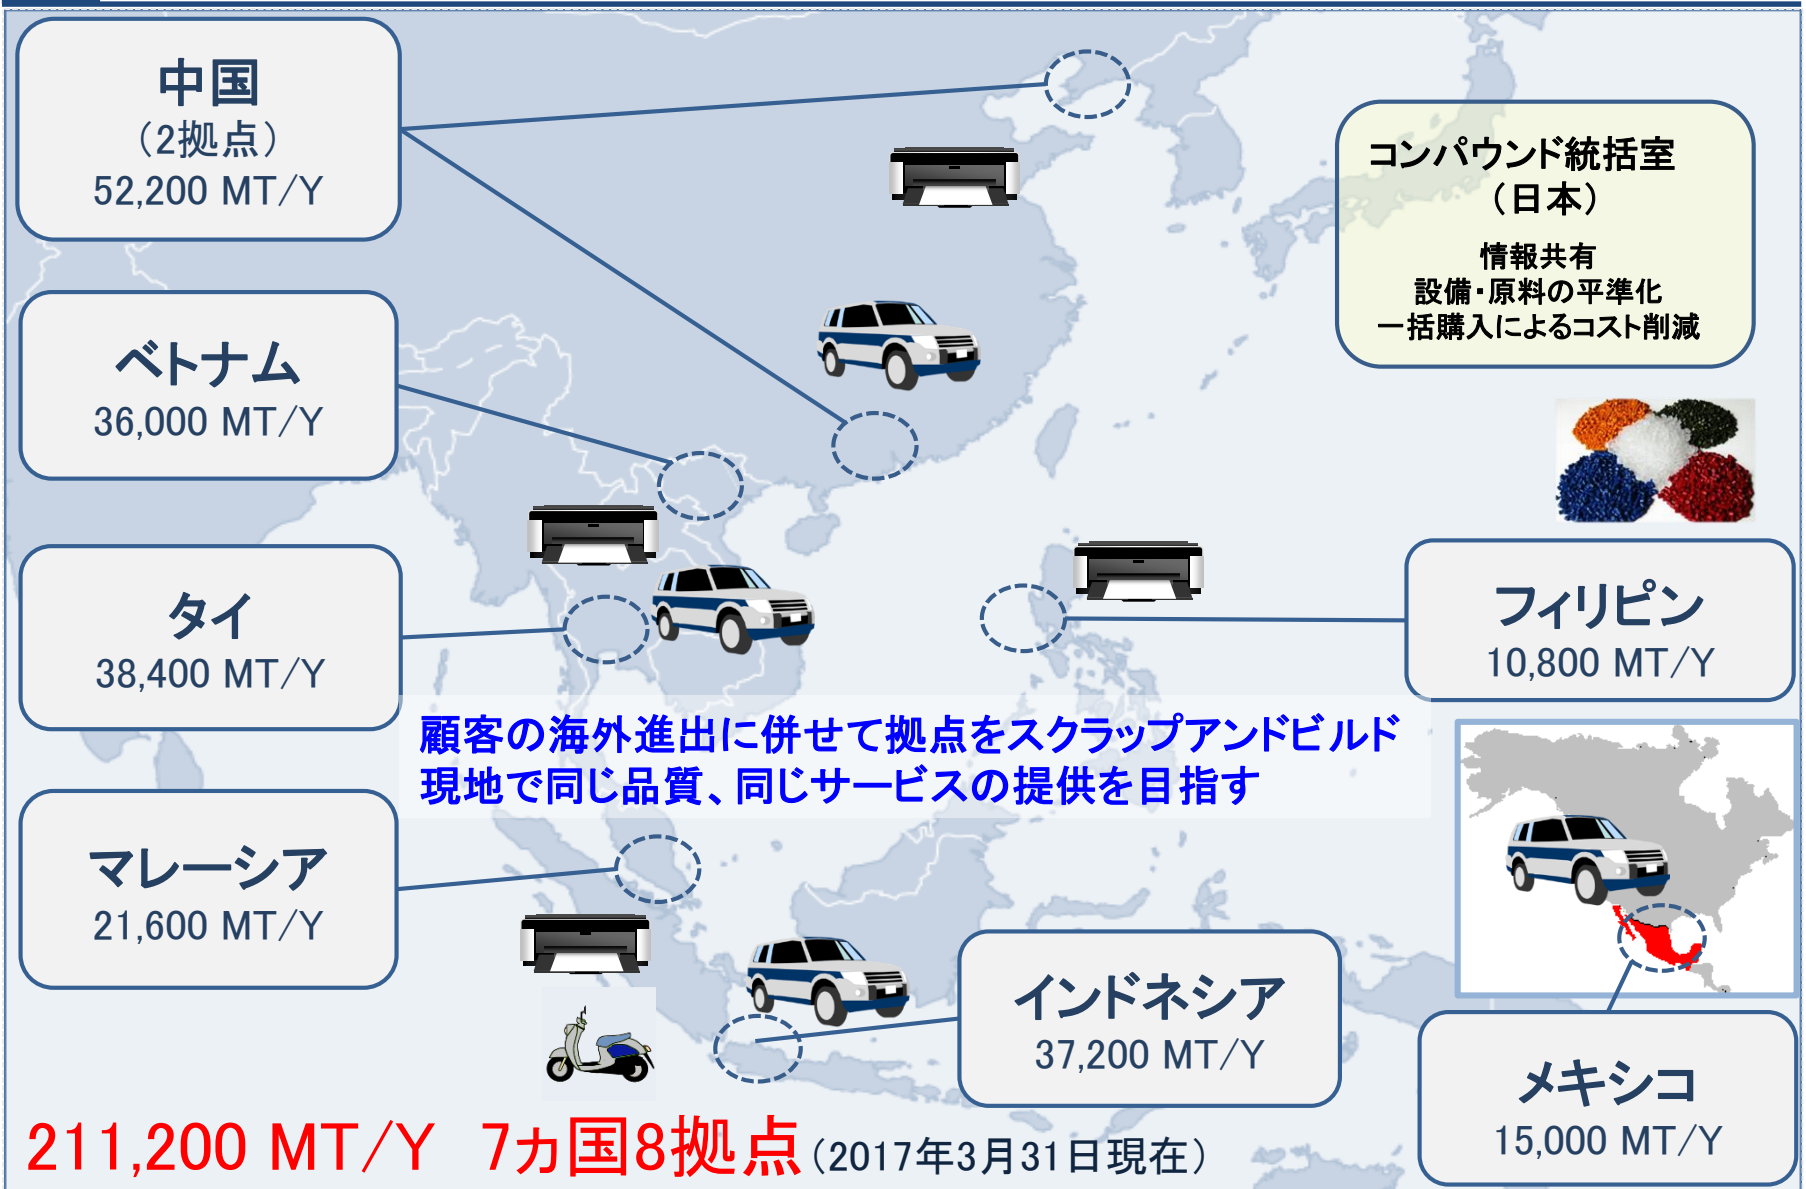 中国
（2拠点）
52,200 MT/Y
コンパウンド統括室
（日本）
情報共有
設備・原料の平準化
一括購入によるコスト削減
ベトナム
36,000 MT/Y
タイ
38,400 MT/Y
フィリピン
10,800 MT/Y
顧客の海外進出に併せて拠点をスクラップアンドビルド
現地で同じ品質、同じサービスの提供を目指す
マレーシア
21,600 MT/Y
インドネシア
37,200 MT/Y
メキシコ
15,000 MT/Y
211,200 MT/Y　7カ国8拠点（2017年3月31日現在）